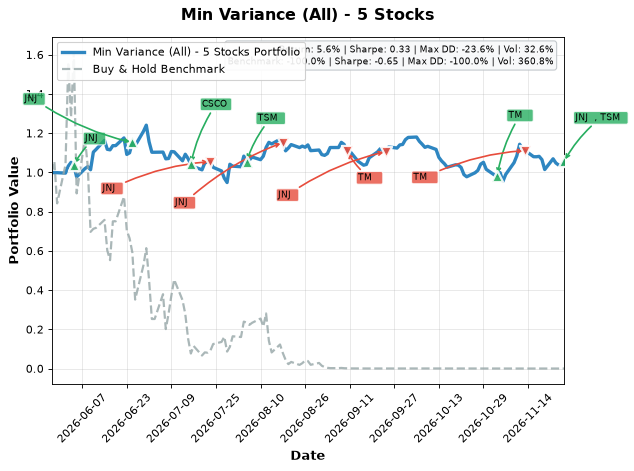 Min Variance (All) - 5 Stocks
n: 5.6% | Sharpe: 0.33 | Max DD: -23.6% | Vol: 32.6%
Benchmark: -100.0% | Sharpe: -0.65 | Max DD: -100.0% | Vol: 360.8%
Min Variance (All) - 5 Stocks Portfolio
Buy & Hold Benchmark
JNJ
JNJ
CSCO
TSM
TM
JNJ , TSM
JNJ
JNJ
JNJ
TM
TM
Portfolio Value
1.6
1.4
1.2
1.0
0.8
0.6
0.4
0.2
0.0
2026-06-07
2026-06-23
2026-07-09
2026-07-25
2026-08-10
2026-08-26
2026-09-11
2026-09-27
2026-10-13
2026-10-29
2026-11-14
Date